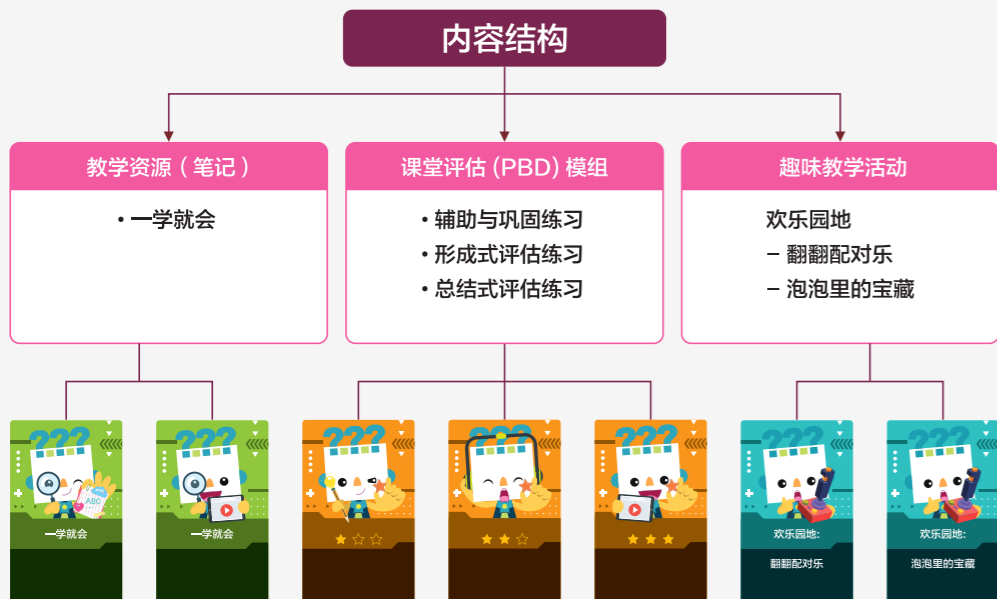 内容结构
教学资源（笔记）
• 一学就会
课堂评估 (PBD) 模组
• 辅助与巩固练习
• 形成式评估练习
• 总结式评估练习
趣味教学活动
欢乐园地
– 翻翻配对乐
– 泡泡里的宝藏
???
ABC
一学就会
???
一学就会
???
???
???
???
欢乐园地:
翻翻配对乐
???
欢乐园地:
泡泡里的宝藏